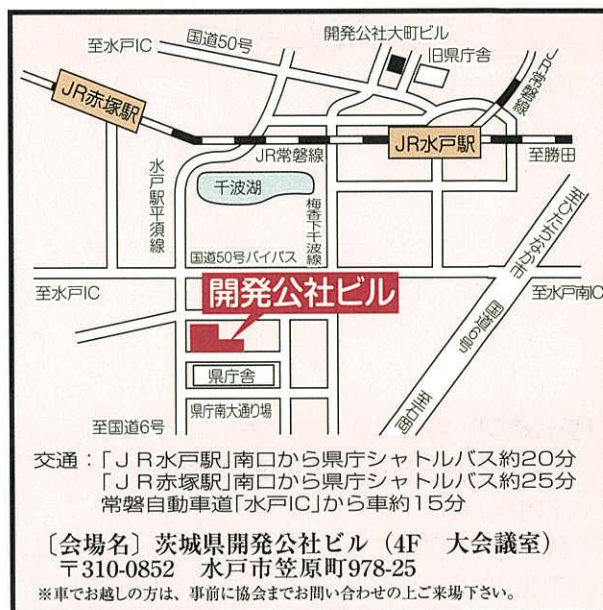 開発公社大町ビル
国道50号
至水戸IC
旧県庁舎
JR常磐線
JR赤塚駅
JR常磐線
JR水戸駅
至勝田
水戸駅平須線
千波湖
梅香下千波線
至ひたちなか市
国道50号バイパス
至水戸IC
開発公社ビル
至水戸南IC
国道6号
県庁舎
至石岡
県庁南大通り場
至国道6号
交通：「JR水戸駅」南口から県庁シャトルバス約20分
「JR赤塚駅」南口から県庁シャトルバス約25分
常磐自動車道「水戸IC」から車約15分
〔会場名〕茨城県開発公社ビル（4F　大会議室）
〒310-0852　水戸市笠原町978-25
※車でお越しの方は、事前に協会までお問い合わせの上ご来場下さい。